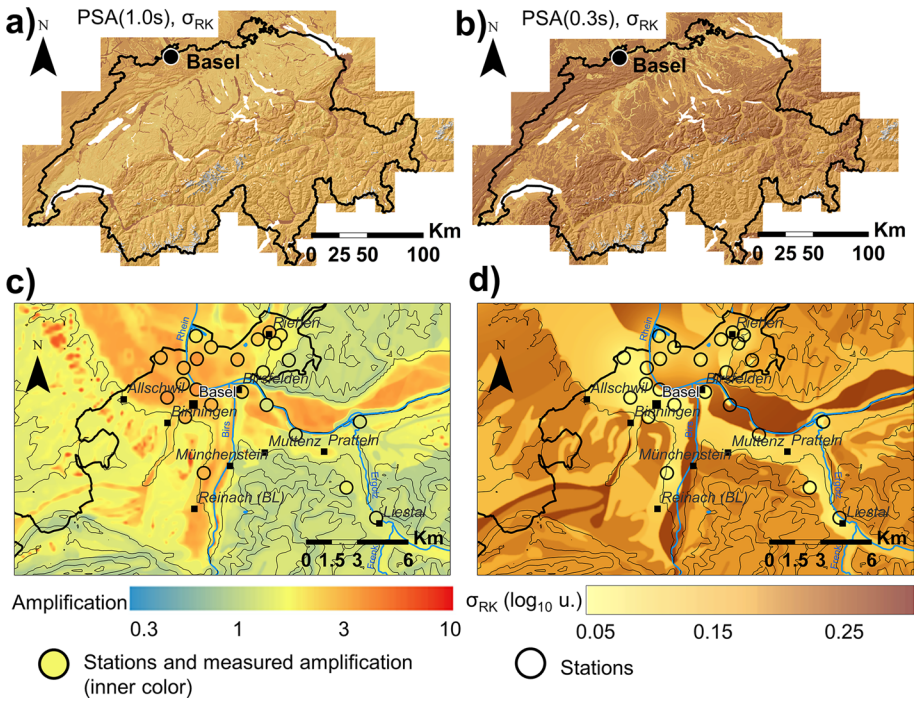 a)
N
PSA(1.0s), σRK
Basel
Km
0 25 50 100
b)
N
PSA(0.3s), σRK
Basel
Km
0 25 50 100
c)
N
Rhein
Riehen
Allschwil
Basel
Birsfelden
Binningen
Birs
Muttenz
Pratteln
Münchenstein
Ergolz
Reinach (BL)
Liestal
Km
0 1.5 3 6
d)
N
Rhein
Riehen
Allschwil
Basel
Birsfelden
Binningen
Birs
Muttenz
Pratteln
Münchenstein
Ergolz
Reinach (BL)
Liestal
Km
0 1.5 3 6
Amplification
0.3 1 3 10
σRK (log10 u.)
0.05 0.15 0.25
Stations and measured amplification
(inner color)
Stations